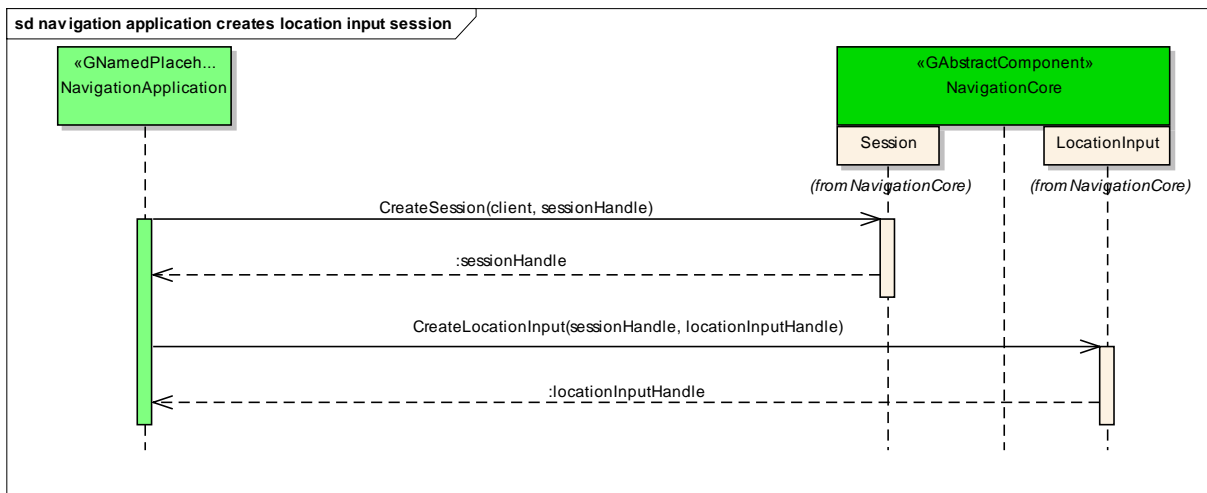 sd navigation application creates location input session
«GNamedPlaceh...
NavigationApplication
«GAbstractComponent»
NavigationCore
Session
LocationInput
(from NavigationCore)
(from NavigationCore)
CreateSession(client, sessionHandle)
:sessionHandle
CreateLocationInput(sessionHandle, locationInputHandle)
:locationInputHandle